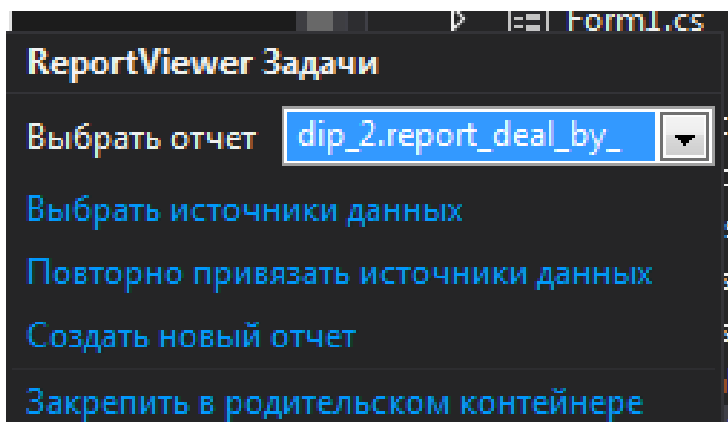 Form1.cs
ReportViewer Задачи
Выбрать отчет dip_2.report_deal_by_
Выбрать источники данных
Повторно привязать источники данных
Создать новый отчет
Закрепить в родительском контейнере